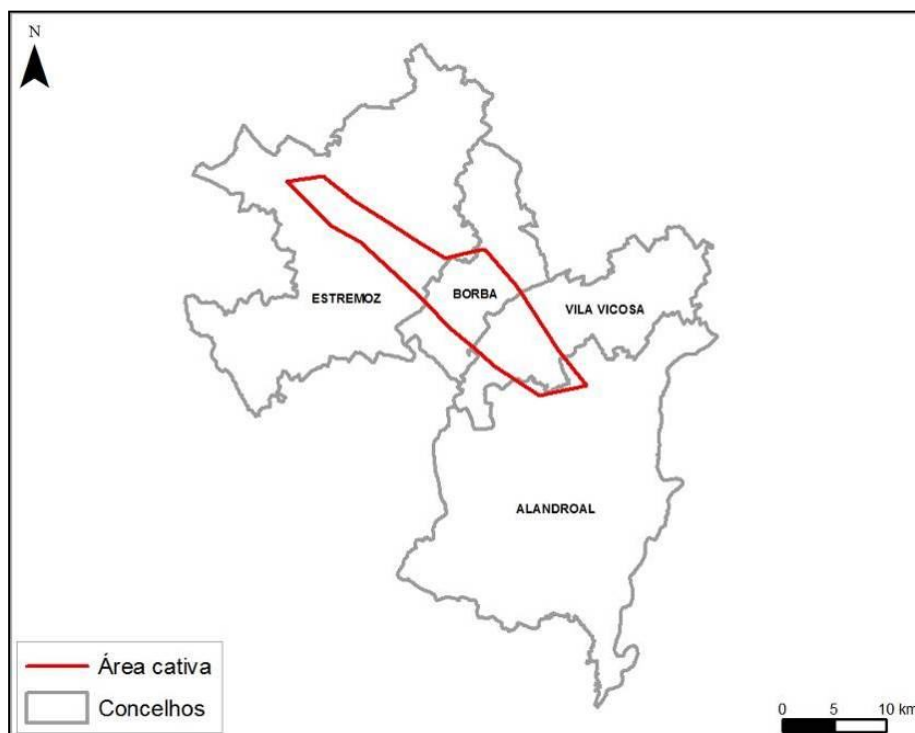 N
ESTREMOZ
BORBA
VILA VICOSA
ALANDROAL
Área cativa
Concelhos
0 5 10 km